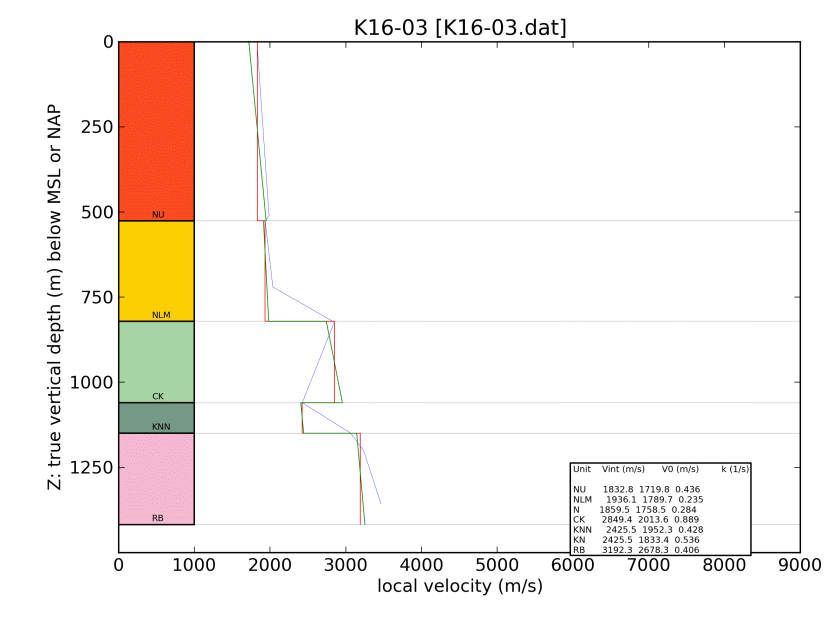 K16-03 [K16-03.dat]
Z: true vertical depth (m) below MSL or NAP
0
250
500
750
1000
1250
NU
NLM
CK
KNN
RB
Unit Vint (m/s) V0 (m/s) k (1/s)
NU 1832.8 1719.8 0.436
NLM 1936.1 1789.7 0.235
N 1859.5 1758.5 0.284
CK 2849.4 2013.6 0.889
KNN 2425.5 1952.3 0.428
KN 2425.5 1833.4 0.536
RB 3192.3 2678.3 0.406
0 1000 2000 3000 4000 5000 6000 7000 8000 9000
local velocity (m/s)